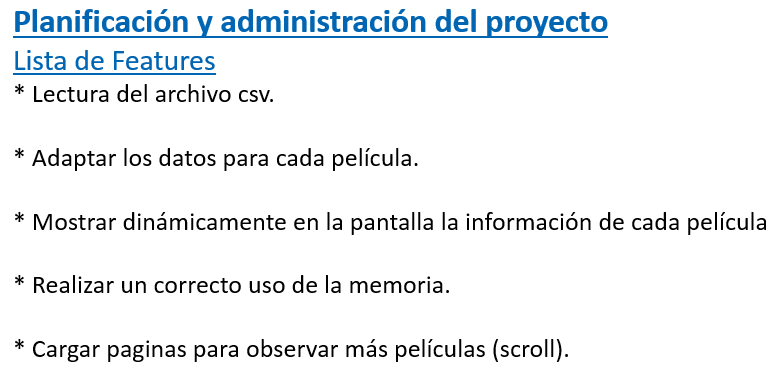 Planificación y administración del proyecto
Lista de Features
* Lectura del archivo csv.
* Adaptar los datos para cada película.
* Mostrar dinámicamente en la pantalla la información de cada película
* Realizar un correcto uso de la memoria.
* Cargar paginas para observar más películas (scroll).